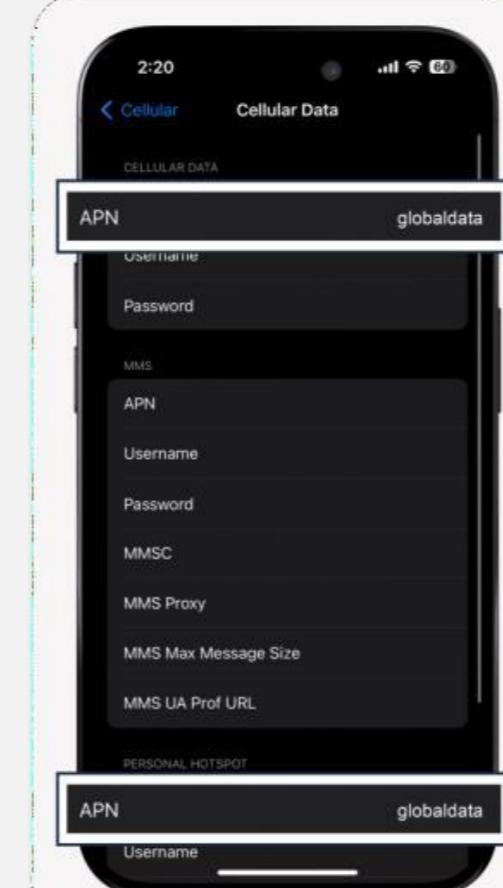 2:20
60
Cellular
Cellular Data
CELLULAR DATA
APN globaldata
Username
Password
MMS
APN
Username
Password
MMSC
MMS Proxy
MMS Max Message Size
MMS UA Prof URL
PERSONAL HOTSPOT
APN globaldata
Username